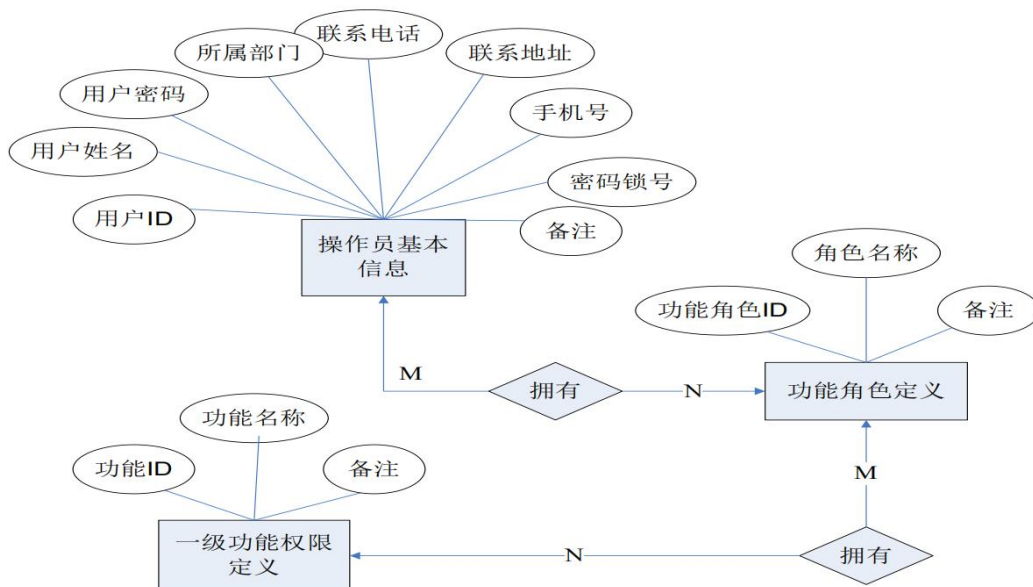 联系电话
所属部门
联系地址
用户密码
手机号
用户姓名
密码锁号
用户ID
备注
操作员基本
信息
角色名称
功能角色ID
备注
M
拥有
N
功能角色定义
功能名称
功能ID
备注
M
一级功能权限
定义
N
拥有